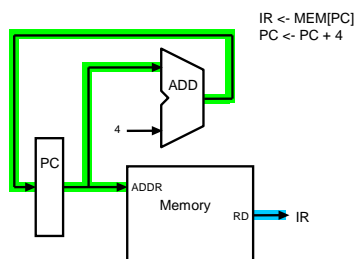 IR <- MEM[PC]
PC <- PC + 4
ADD
4
PC
ADDR
Memory
RD
IR